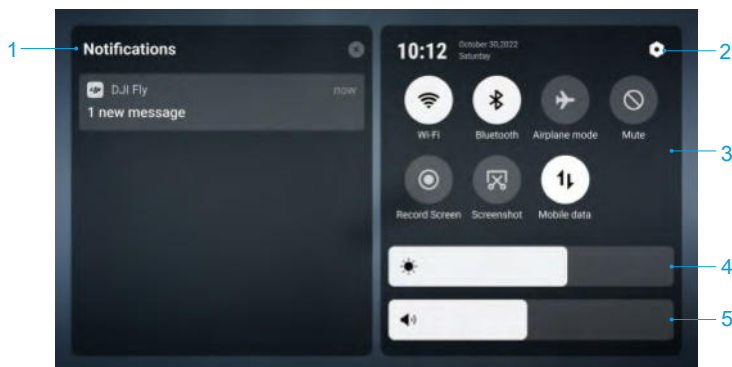 1
Notifications
DJI Fly
now
1 new message
10:12
October 30,2022
Saturday
2
Wi-Fi
Bluetooth
Airplane mode
Mute
3
Record Screen
Screenshot
Mobile data
4
5